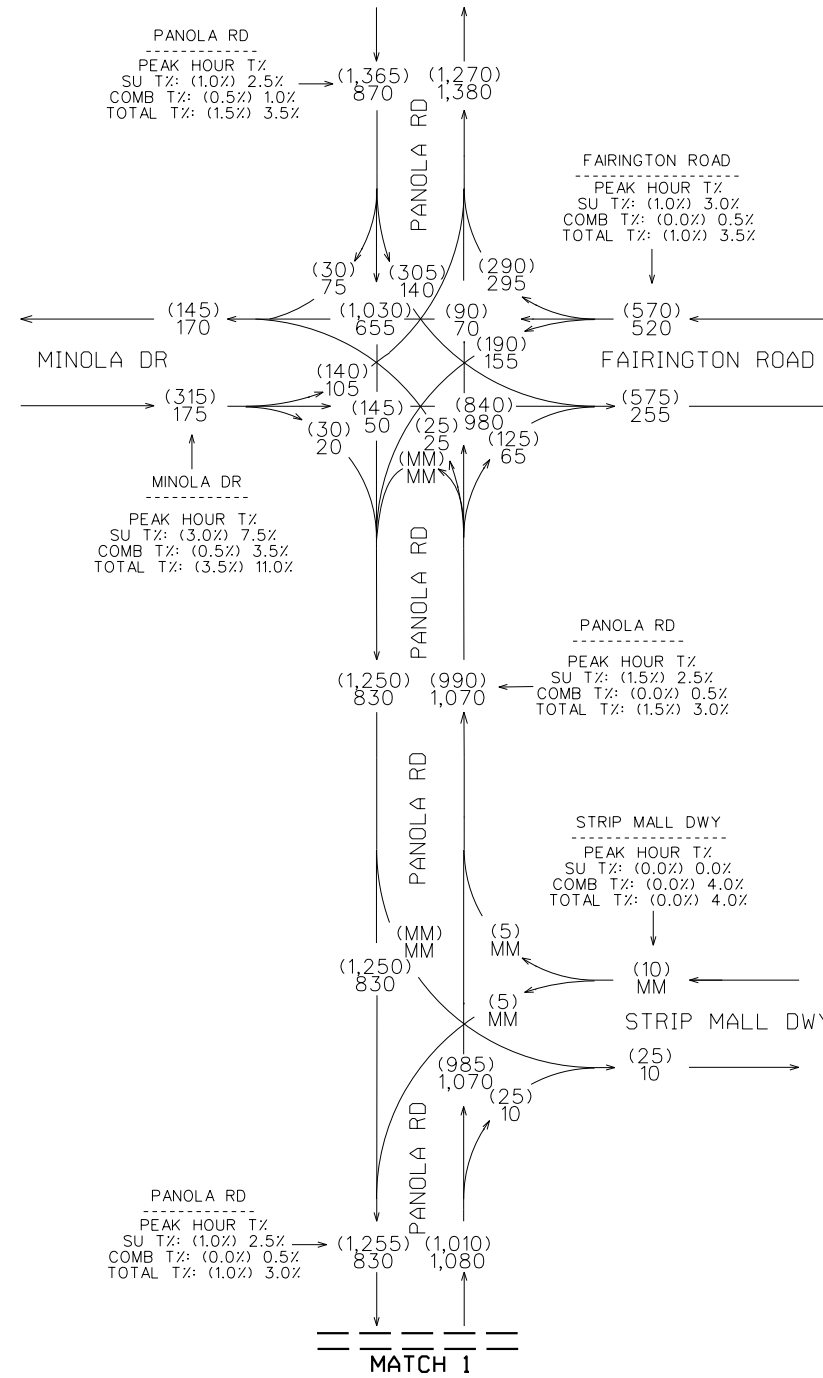 PANOLA RD
PEAK HOUR T%
SU T%: (1.0%) 2.5%
COMB T%: (0.5%) 1.0%
TOTAL T%: (1.5%) 3.5%
(1,365)
870
(1,270)
1,380
PANOLA RD
FAIRINGTON ROAD
PEAK HOUR T%
SU T%: (1.0%) 3.0%
COMB T%: (0.0%) 0.5%
TOTAL T%: (1.0%) 3.5%
(30)
75
(305)
140
(290)
295
(145)
170
(1,030)
655
(90)
70
(570)
520
(190)
155
MINOLA DR
FAIRINGTON ROAD
(140)
105
(315)
175
(145)
50
(840)
980
(575)
255
(30)
20
(25)
25
(125)
65
(MM)
MM
MINOLA DR
PEAK HOUR T%
SU T%: (3.0%) 7.5%
COMB T%: (0.5%) 3.5%
TOTAL T%: (3.5%) 11.0%
PANOLA RD
PANOLA RD
PEAK HOUR T%
SU T%: (1.5%) 2.5%
COMB T%: (0.0%) 0.5%
TOTAL T%: (1.5%) 3.0%
(1,250)
830
(990)
1,070
PANOLA RD
STRIP MALL DWY
PEAK HOUR T%
SU T%: (0.0%) 0.0%
COMB T%: (0.0%) 4.0%
TOTAL T%: (0.0%) 4.0%
(MM)
MM
(5)
MM
(1,250)
830
(10)
MM
(5)
MM
STRIP MALL DWY
(985)
1,070
(25)
10
(25)
10
PANOLA RD
PANOLA RD
PEAK HOUR T%
SU T%: (1.0%) 2.5%
COMB T%: (0.0%) 0.5%
TOTAL T%: (1.0%) 3.0%
(1,255)
830
(1,010)
1,080
MATCH 1